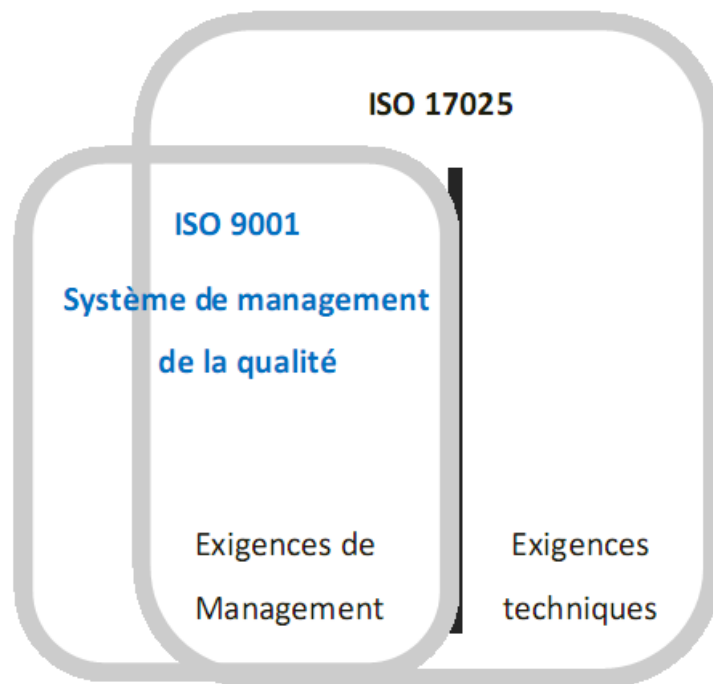 ISO 17025
ISO 9001
Système de management
de la qualité
Exigences de
Management
Exigences
techniques